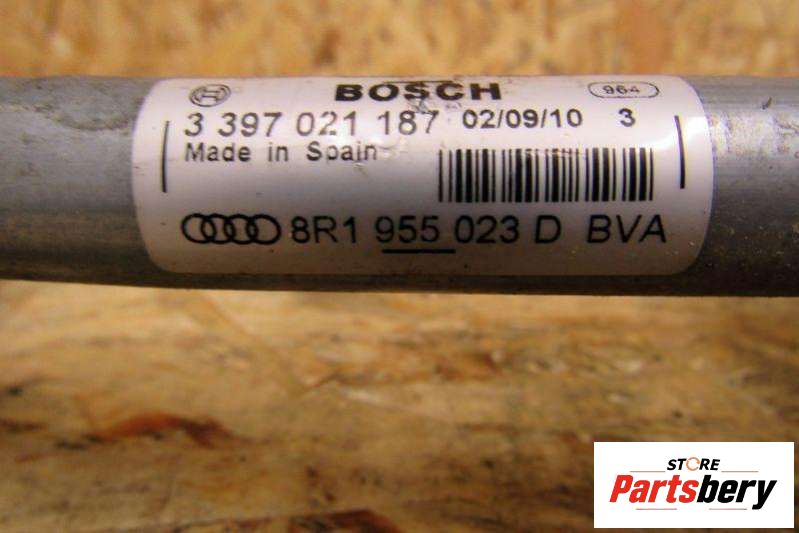 BOSCH 964
3 397 021 187 02/09/10 3
Made in Spain
8R1 955 023 D BVA
STORE
Partsbery